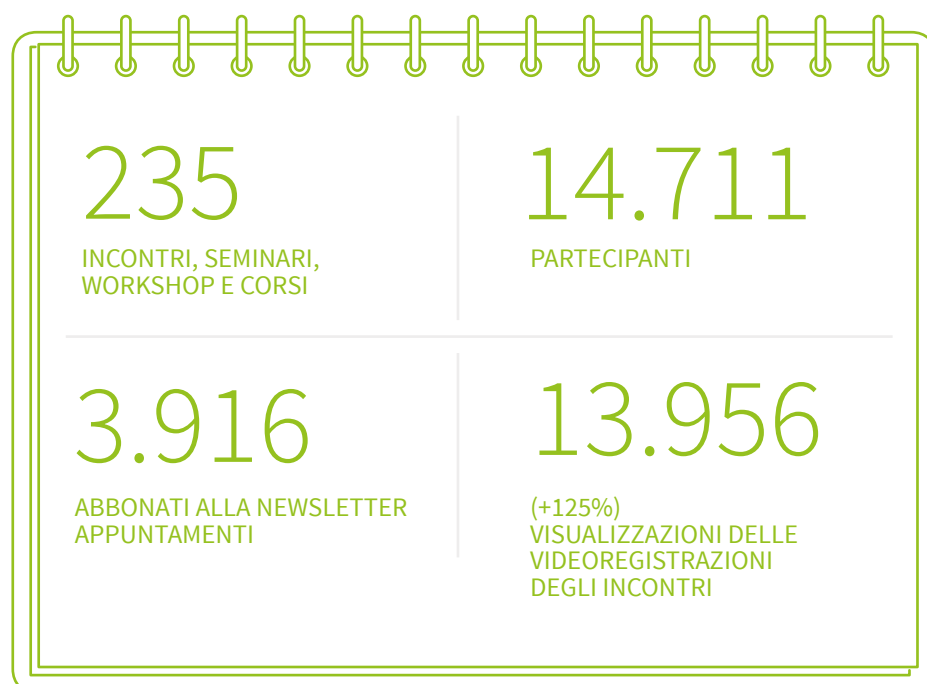 235
INCONTRI, SEMINARI,
WORKSHOP E CORSI
14.711
PARTECIPANTI
3.916
ABBONATI ALLA NEWSLETTER
APPUNTAMENTI
13.956
(+125%)
VISUALIZZAZIONI DELLE
VIDEOREGISTRAZIONI
DEGLI INCONTRI